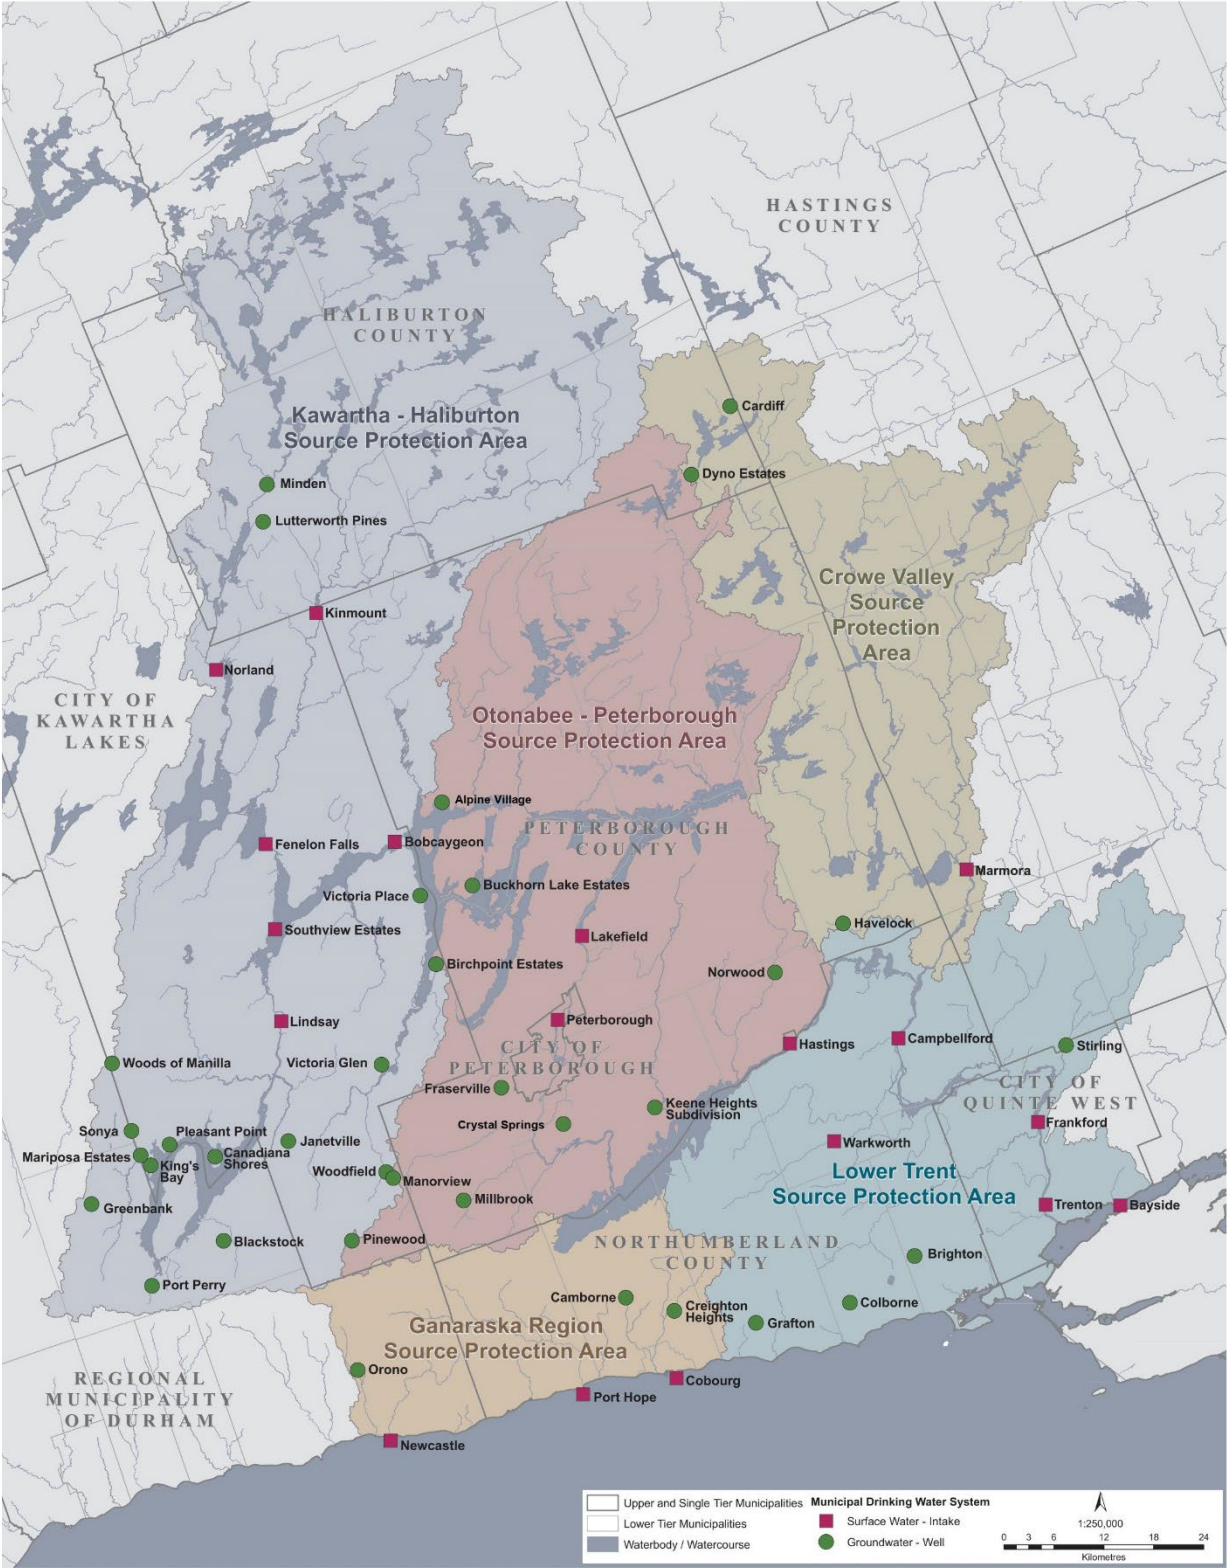 HASTINGS
COUNTY
HALIBURTON
COUNTY
Kawartha - Haliburton
Source Protection Area
Cardiff
Dyno Estates
Minden
Lutterworth Pines
Crowe Valley
Source
Protection
Area
Kinmount
Norland
CITY OF
KAWARTHA
LAKES
Otonabee - Peterborough
Source Protection Area
Alpine Village
PETERBOROUGH
COUNTY
Fenelon Falls
Bobcaygeon
Marmora
Buckhorn Lake Estates
Victoria Place
Havelock
Southview Estates
Lakefield
Birchpoint Estates
Norwood
Lindsay
Peterborough
Campbellford
Hastings
Stirling
CITY OF
PETERBOROUGH
Woods of Manilla
Victoria Glen
CITY OF
QUINTE WEST
Fraserville
Keene Heights
Subdivision
Crystal Springs
Frankford
Sonya
Pleasant Point
Janetville
Warkworth
Mariposa Estates
King's
Bay
Canadiana
Shores
Woodfield
Manorview
Lower Trent
Source Protection Area
Millbrook
Greenbank
Trenton
Bayside
Blackstock
Pinewood
NORTHUMBERLAND
COUNTY
Brighton
Port Perry
Camborne
Creighton
Heights
Colborne
Grafton
Ganaraska Region
Source Protection Area
Orono
REGIONAL
MUNICIPALITY
OF DURHAM
Cobourg
Port Hope
Newcastle
Upper and Single Tier Municipalities
Lower Tier Municipalities
Waterbody / Watercourse
Municipal Drinking Water System
Surface Water - Intake
Groundwater - Well
1:250,000
0 3 6 12 18 24
Kilometres